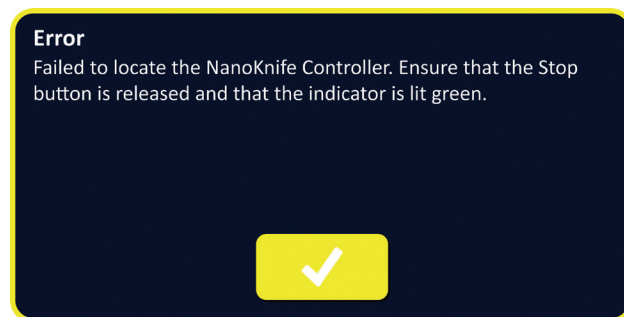 Error
Failed to locate the NanoKnife Controller. Ensure that the Stop
button is released and that the indicator is lit green.